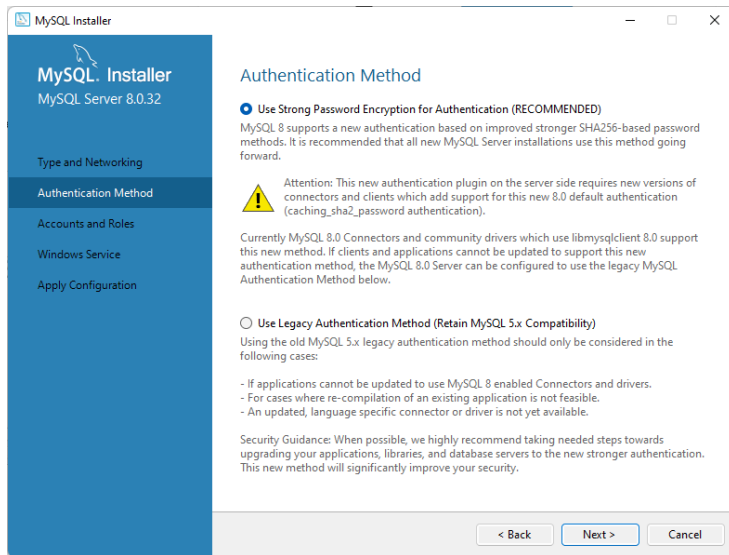 MySQL Installer
MySQL. Installer
MySQL Server 8.0.32
Type and Networking
Authentication Method
Accounts and Roles
Windows Service
Apply Configuration
Authentication Method
Use Strong Password Encryption for Authentication (RECOMMENDED)
MySQL 8 supports a new authentication based on improved stronger SHA256-based password
methods. It is recommended that all new MySQL Server installations use this method going
forward.
Attention: This new authentication plugin on the server side requires new versions of
connectors and clients which add support for this new 8.0 default authentication
(caching_sha2_password authentication).
Currently MySQL 8.0 Connectors and community drivers which use libmysqlclient 8.0 support
this new method. If clients and applications cannot be updated to support this new
authentication method, the MySQL 8.0 Server can be configured to use the legacy MySQL
Authentication Method below.
Use Legacy Authentication Method (Retain MySQL 5.x Compatibility)
Using the old MySQL 5.x legacy authentication method should only be considered in the
following cases:
- If applications cannot be updated to use MySQL 8 enabled Connectors and drivers.
- For cases where re-compilation of an existing application is not feasible.
- An updated, language specific connector or driver is not yet available.
Security Guidance: When possible, we highly recommend taking needed steps towards
upgrading your applications, libraries, and database servers to the new stronger authentication.
This new method will significantly improve your security.
< Back
Next >
Cancel